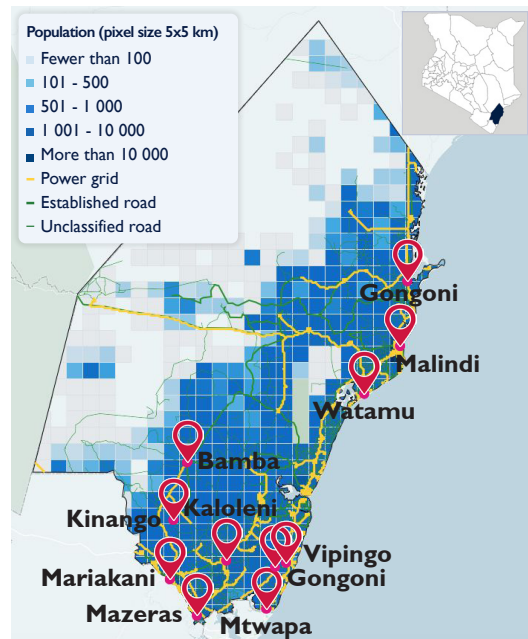 Population (pixel size 5x5 km)
Fewer than 100
101 - 500
501 - 1 000
1 001 - 10 000
More than 10 000
Power grid
Established road
Unclassified road
Gongoni
Malindi
Watamu
Bamba
Kaloleni
Kinango
Vipingo
Mariakani
Gongoni
Mazeras
Mtwapa